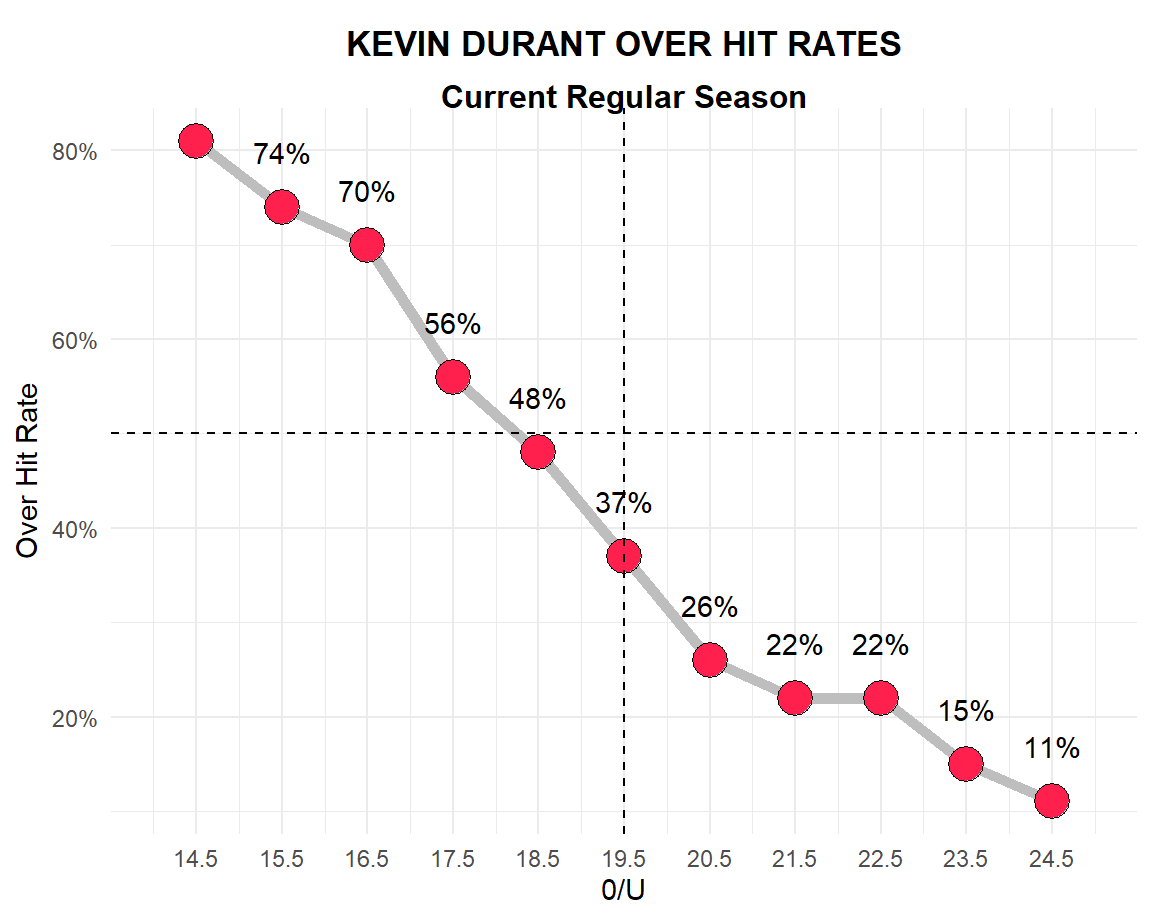 KEVIN DURANT OVER HIT RATES
Current Regular Season
80%
60%
40%
20%
Over Hit Rate
74%
70%
56%
48%
37%
26%
22%
22%
15%
11%
14.5 15.5 16.5 17.5 18.5 19.5 20.5 21.5 22.5 23.5 24.5
0/U